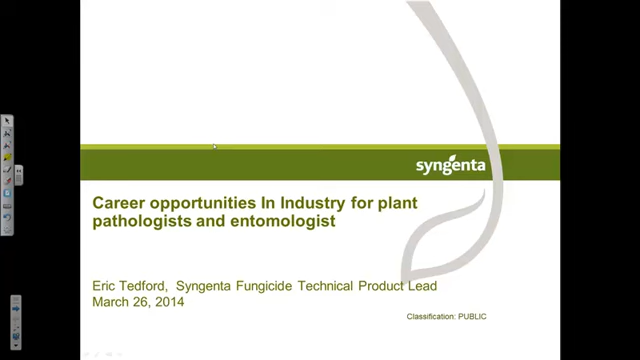 syngenta
Career opportunities In Industry for plant
pathologists and entomologist
Eric Tedford, Syngenta Fungicide Technical Product Lead
March 26, 2014
Classification: PUBLIC